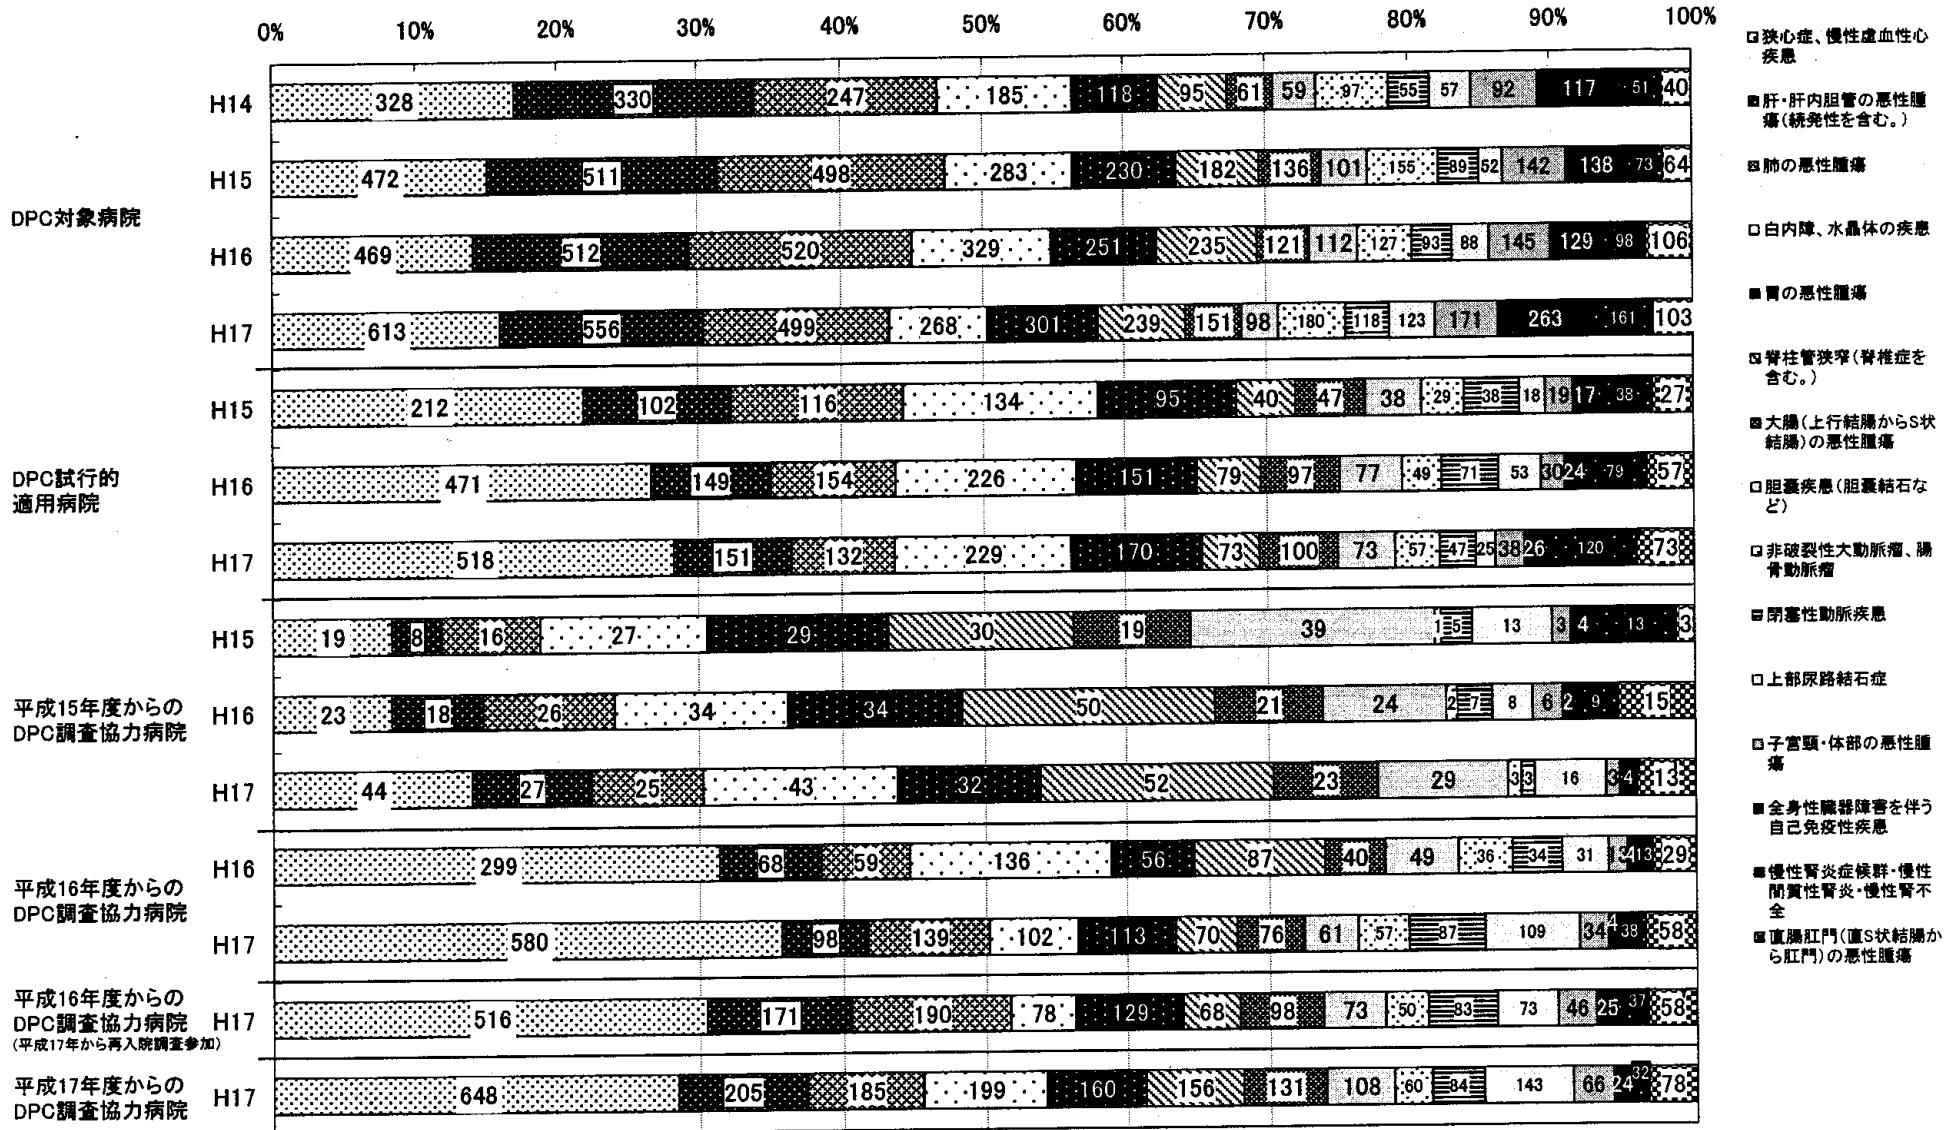 0% 10% 20% 30% 40% 50% 60% 70% 80% 90% 100%
DPC対象病院
H14 328 330 247 185 118 95 61 59 97 55 57 92 117 51 40
H15 472 511 498 283 230 182 136 101 155 89 52 142 138 73 64
H16 469 512 520 329 251 235 121 112 127 93 88 145 129 98 106
H17 613 556 499 268 301 239 151 98 180 118 123 171 263 161 103
DPC試行的
適用病院
H15 212 102 116 134 95 40 47 38 29 38 18 19 17 38 27
H16 471 149 154 226 151 79 97 77 49 71 53 30 24 79 57
H17 518 151 132 229 170 73 100 73 57 47 25 38 26 120 73
平成15年度からの
DPC調査協力病院
H15 19 8 16 27 29 30 19 39 1 5 13 3 4 13 3
H16 23 18 26 34 34 50 21 24 2 7 8 6 2 9 15
H17 44 27 25 43 32 52 23 29 3 3 16 3 4 13
平成16年度からの
DPC調査協力病院
H16 299 68 59 136 56 87 40 49 36 34 31 4 13 29
H17 580 98 139 102 113 70 76 61 57 87 109 34 4 38 58
平成16年度からの
DPC調査協力病院
(平成17年から再入院調査参加)
H17 516 171 190 78 129 68 98 73 50 83 73 46 25 37 58
平成17年度からの
DPC調査協力病院
H17 648 205 185 199 160 156 131 108 60 84 143 66 24 32 78
狭心症、慢性虚血性心
疾患
肝・肝内胆管の悪性腫
瘍(続発性を含む。)
肺の悪性腫瘍
白内障、水晶体の疾患
胃の悪性腫瘍
脊柱管狭窄(脊椎症を
含む。)
大腸(上行結腸からS状
結腸)の悪性腫瘍
胆嚢疾患(胆嚢結石な
ど)
非破裂性大動脈瘤、腸
骨動脈瘤
閉塞性動脈疾患
上部尿路結石症
子宮頸・体部の悪性腫
瘍
全身性臓器障害を伴う
自己免疫性疾患
慢性腎炎症候群・慢性
間質性腎炎・慢性腎不
全
直腸肛門(直S状結腸か
ら肛門)の悪性腫瘍